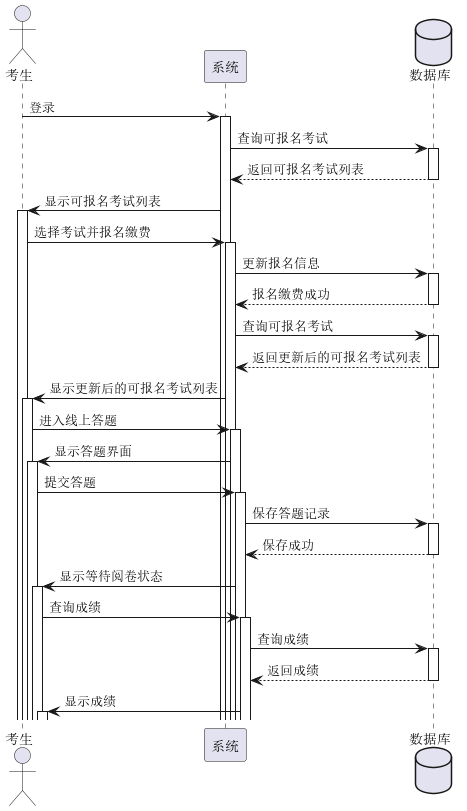 考生
系统
数据库
登录
查询可报名考试
返回可报名考试列表
显示可报名考试列表
选择考试并报名缴费
更新报名信息
报名缴费成功
查询可报名考试
返回更新后的可报名考试列表
显示更新后的可报名考试列表
进入线上答题
显示答题界面
提交答题
保存答题记录
保存成功
显示等待阅卷状态
查询成绩
查询成绩
返回成绩
显示成绩
考生
系统
数据库